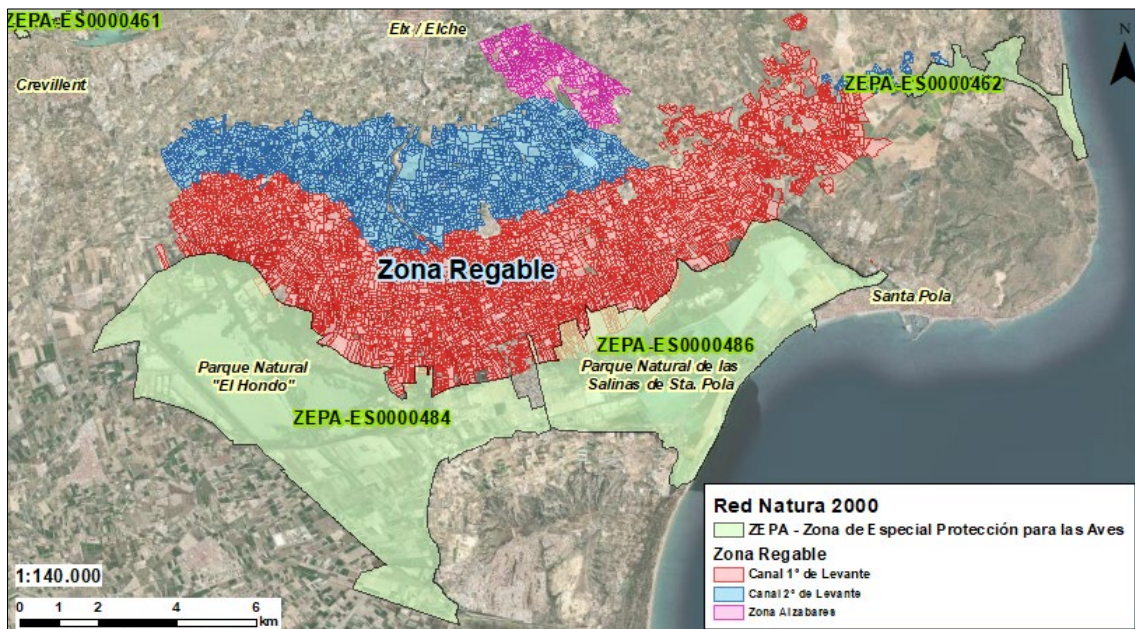 ZEPA-ES0000461
Elx / Elche
N
Crevillent
ZEPA-ES0000462
Zona Regable
Santa Pola
ZEPA-ES0000486
Parque Natural
"El Hondo"
Parque Natural de las
Salinas de Sta. Pola
ZEPA-ES0000484
Red Natura 2000
ZEPA - Zona de Especial Protección para las Aves
Zona Regable
Canal 1º de Levante
Canal 2º de Levante
Zona Alzabares
1:140.000
0 1 2 4 6
km